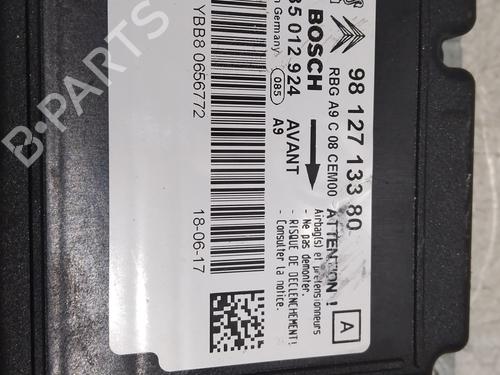 98 127 133 80
RBG A9 C 08 CEM00
BOSCH
AVANT
85 012 924
085
A9
Germany
YBB8 0656772
18-06-17
ATTENTION !
Airbag(s) et prétensionneurs
- Ne pas démonter.
- RISQUE DE DECLENCHEMENT!
- Consulter la notice.
A
B-PARTS